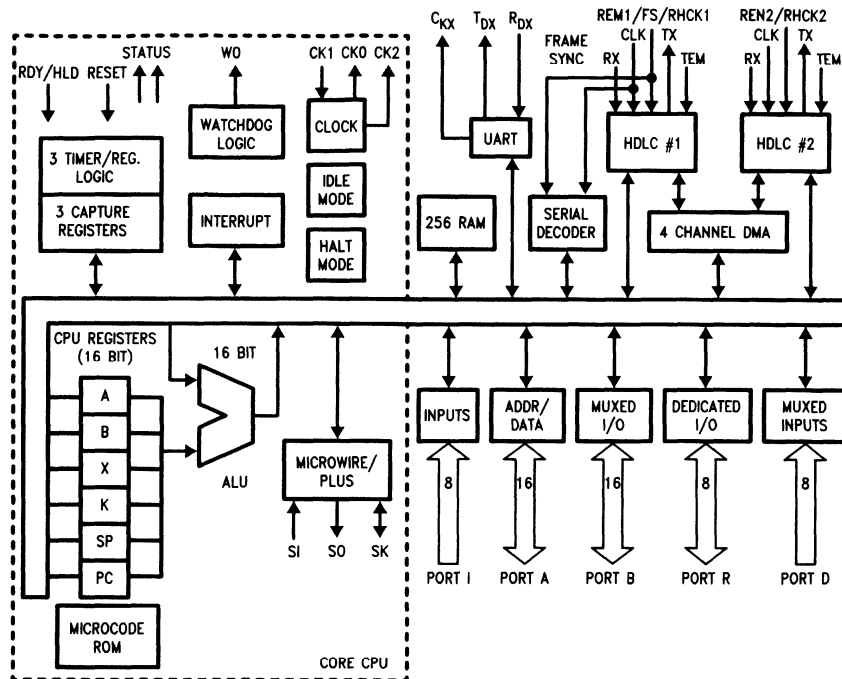 STATUS
RDY/HLD RESET
WO
CK1 CKO CK2
CKX TDX RDX
FRAME
SYNC
REM1/FS/RHCK1
CLK TX
RX TEM
REN2/RHCK2
CLK TX
RX TEM
3 TIMER/REG.
LOGIC
3 CAPTURE
REGISTERS
WATCHDOG
LOGIC
INTERRUPT
CLOCK
IDLE
MODE
HALT
MODE
UART
256 RAM
SERIAL
DECODER
HDLC #1
HDLC #2
4 CHANNEL DMA
CPU REGISTERS
(16 BIT)
A
B
X
K
SP
PC
16 BIT
ALU
MICROWIRE/
PLUS
SI SO SK
MICROCODE
ROM
CORE CPU
INPUTS
ADDR/
DATA
MUXED
I/O
DEDICATED
I/O
MUXED
INPUTS
8 16 16 8 8
PORT I PORT A PORT B PORT R PORT D